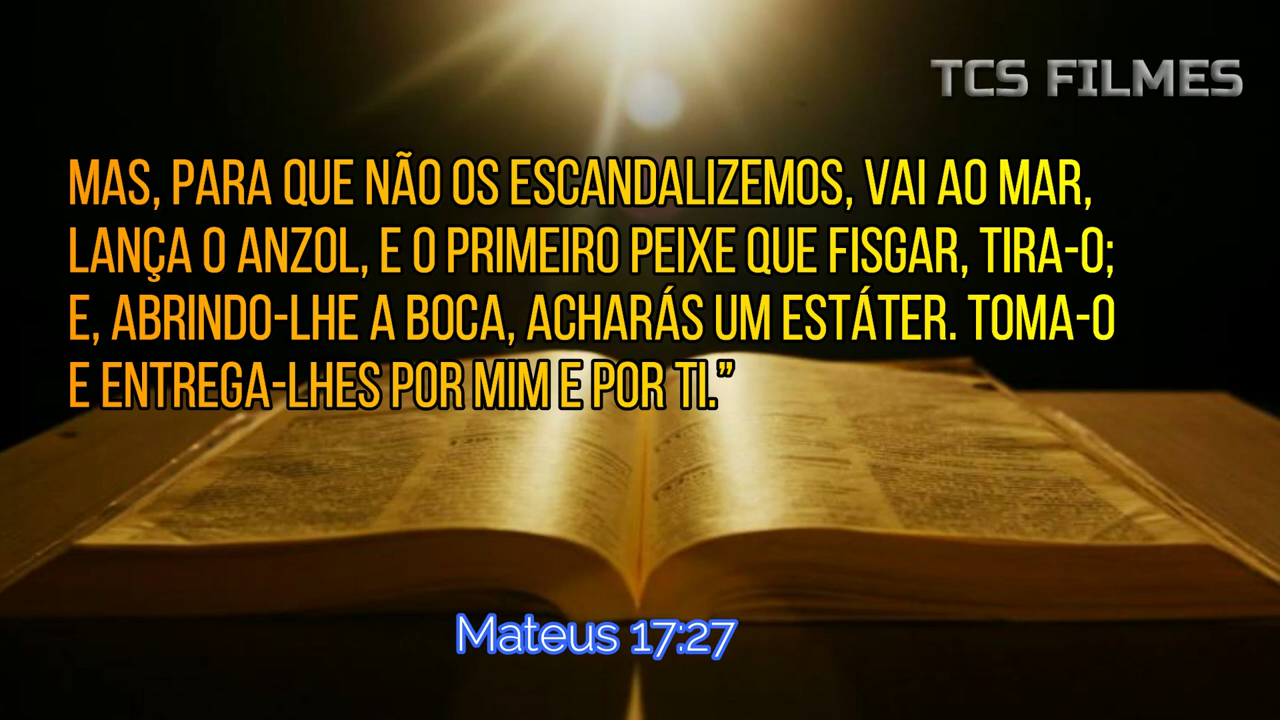 TCS FILMES
MAS, PARA QUE NÃO OS ESCANDALIZEMOS, VAI AO MAR,
LANÇA O ANZOL, E O PRIMEIRO PEIXE QUE FISGAR, TIRA-O;
E, ABRINDO-LHE A BOCA, ACHARÁS UM ESTÁTER. TOMA-O
E ENTREGA-LHES POR MIM E POR TI.”
Mateus 17:27